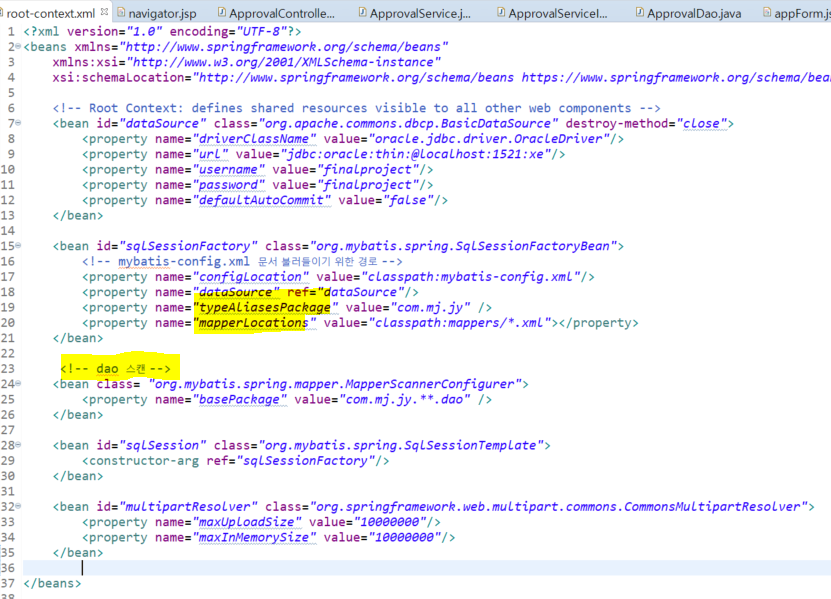 root-context.xml navigator.jsp ApprovalControlle... ApprovalService.j... ApprovalServiceI... ApprovalDao.java appForm.js
1 <?xml version="1.0" encoding="UTF-8"?>
2 <beans xmlns="http://www.springframework.org/schema/beans"
3 xmlns:xsi="http://www.w3.org/2001/XMLSchema-instance"
4 xsi:schemaLocation="http://www.springframework.org/schema/beans https://www.springframework.org/schema/bean
5
6 <!-- Root Context: defines shared resources visible to all other web components -->
7 <bean id="dataSource" class="org.apache.commons.dbcp.BasicDataSource" destroy-method="close">
8 <property name="driverClassName" value="oracle.jdbc.driver.OracleDriver"/>
9 <property name="url" value="jdbc:oracle:thin:@localhost:1521:xe"/>
10 <property name="username" value="finalproject"/>
11 <property name="password" value="finalproject"/>
12 <property name="defaultAutoCommit" value="false"/>
13 </bean>
14
15 <bean id="sqlSessionFactory" class="org.mybatis.spring.SqlSessionFactoryBean">
16 <!-- mybatis-config.xml 문서 불러들이기 위한 경로 -->
17 <property name="configLocation" value="classpath:mybatis-config.xml"/>
18 <property name="dataSource" ref="dataSource"/>
19 <property name="typeAliasesPackage" value="com.mj.jy" />
20 <property name="mapperLocations" value="classpath:mappers/*.xml"></property>
21 </bean>
22
23 <!-- dao 스캔 -->
24 <bean class= "org.mybatis.spring.mapper.MapperScannerConfigurer">
25 <property name="basePackage" value="com.mj.jy.**.dao" />
26 </bean>
27
28 <bean id="sqlSession" class="org.mybatis.spring.SqlSessionTemplate">
29 <constructor-arg ref="sqlSessionFactory"/>
30 </bean>
31
32 <bean id="multipartResolver" class="org.springframework.web.multipart.commons.CommonsMultipartResolver">
33 <property name="maxUploadSize" value="10000000"/>
34 <property name="maxInMemorySize" value="10000000"/>
35 </bean>
36
37 </beans>
38